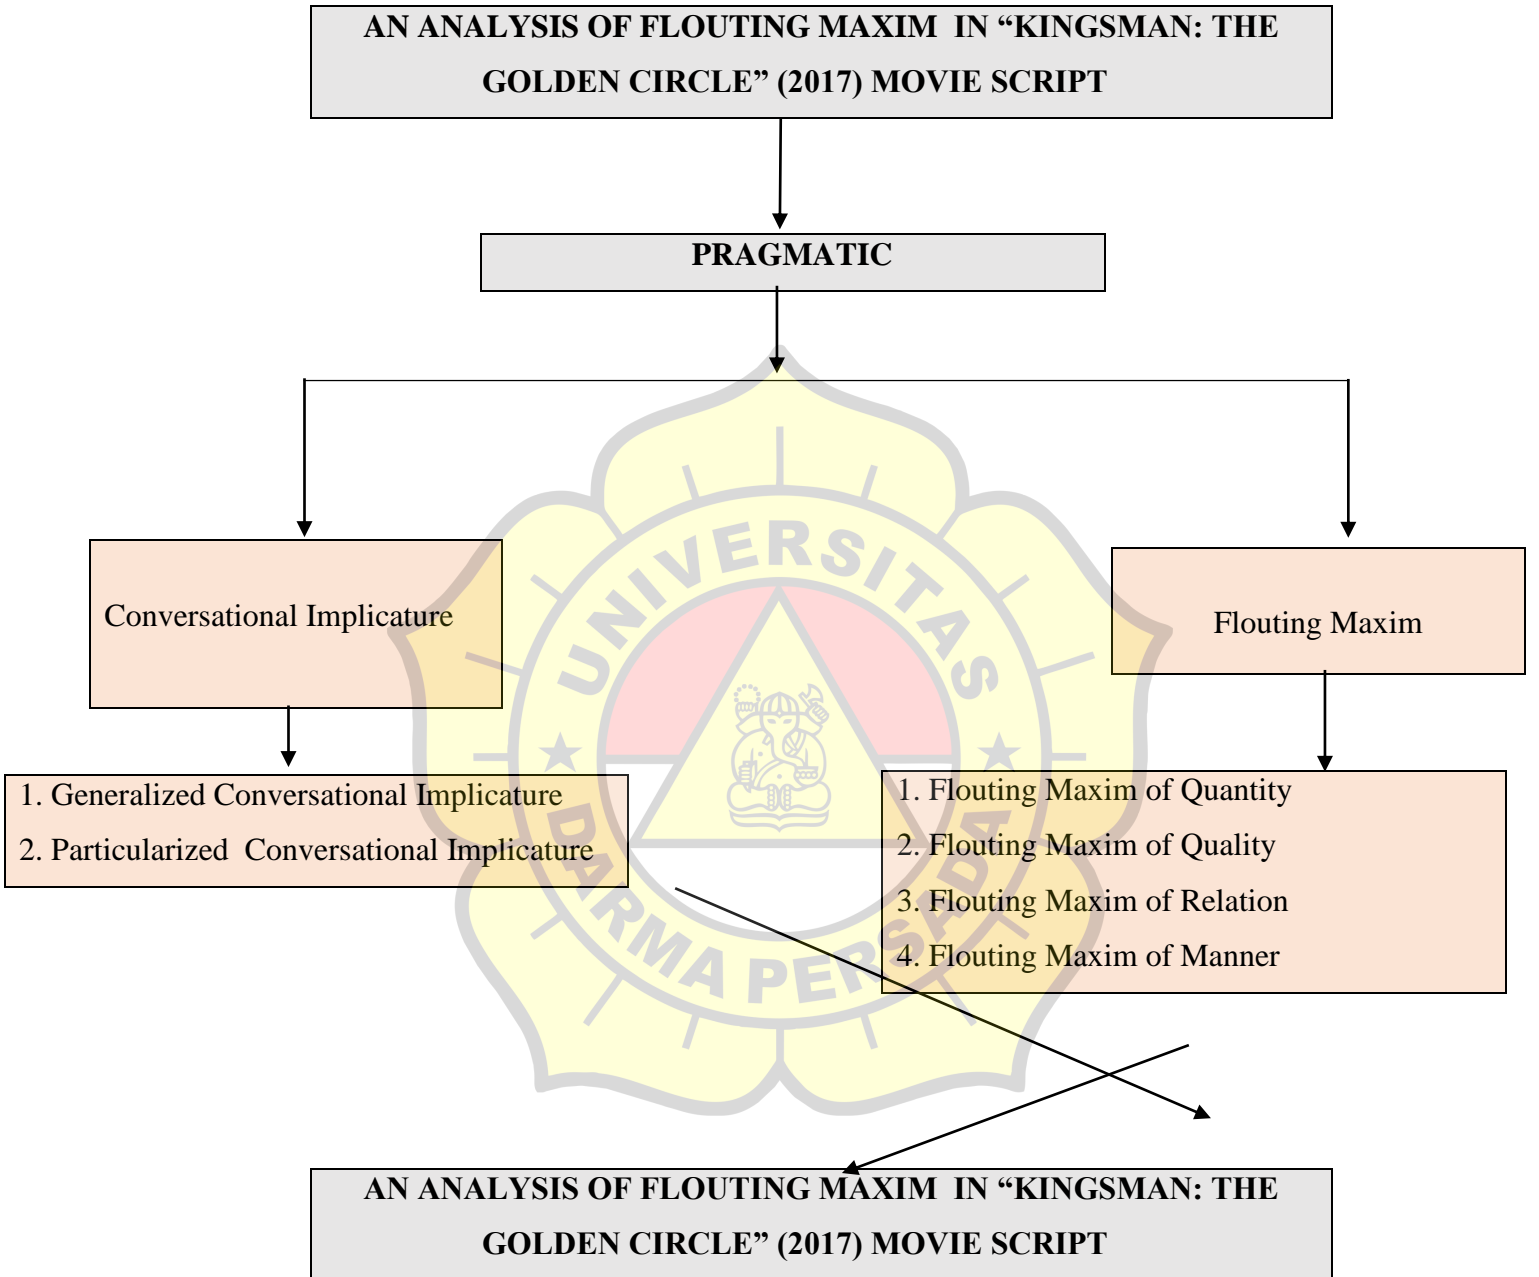 AN ANALYSIS OF FLOUTING MAXIM IN “KINGSMAN: THE
GOLDEN CIRCLE” (2017) MOVIE SCRIPT
PRAGMATIC
UNIVERSITAS
DARMA PERSADA
Conversational Implicature
Flouting Maxim
1. Generalized Conversational Implicature
2. Particularized Conversational Implicature
1. Flouting Maxim of Quantity
2. Flouting Maxim of Quality
3. Flouting Maxim of Relation
4. Flouting Maxim of Manner
AN ANALYSIS OF FLOUTING MAXIM IN “KINGSMAN: THE
GOLDEN CIRCLE” (2017) MOVIE SCRIPT